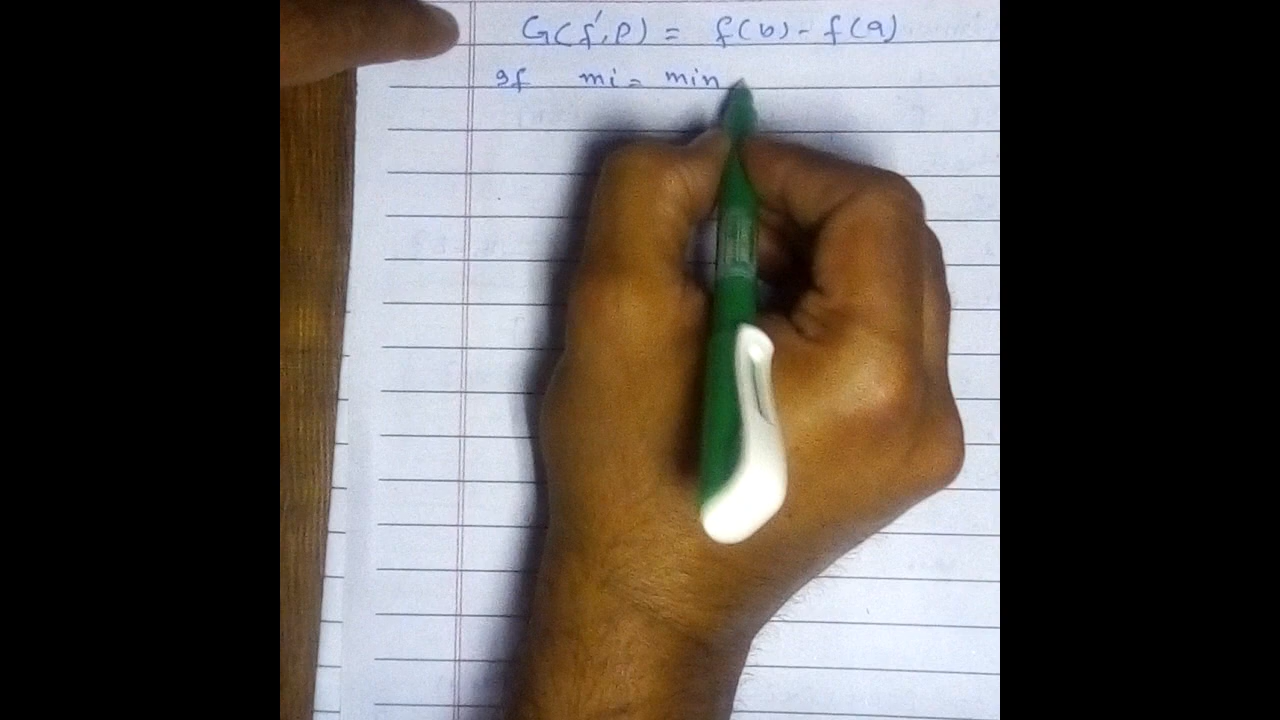 G(f',P) = f(b) - f(a)
If mi = min